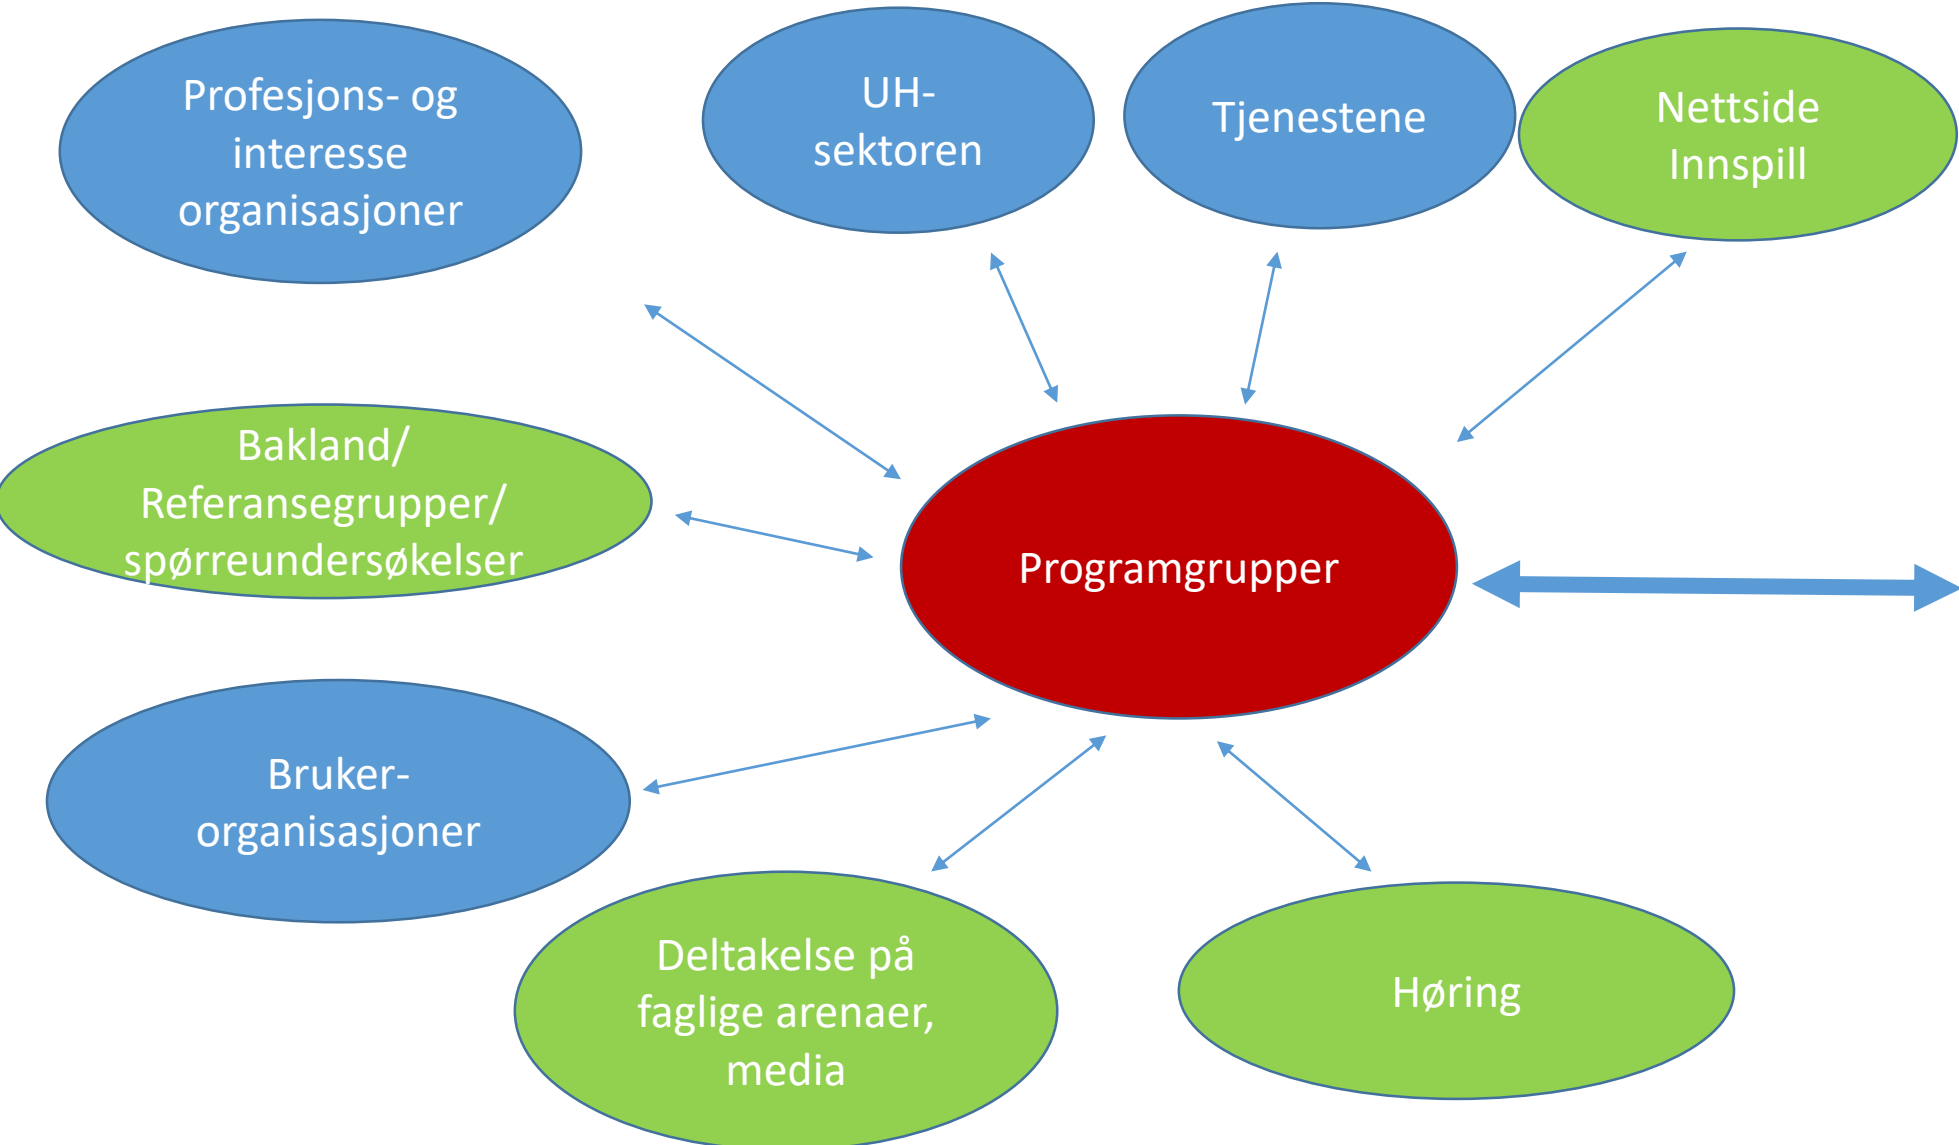 Profesjons- og
interesse
organisasjoner
UH-
sektoren
Tjenestene
Nettside
Innspill
Bakland/
Referansegrupper/
spørreundersøkelser
Programgrupper
Bruker-
organisasjoner
Deltakelse på
faglige arenaer,
media
Høring